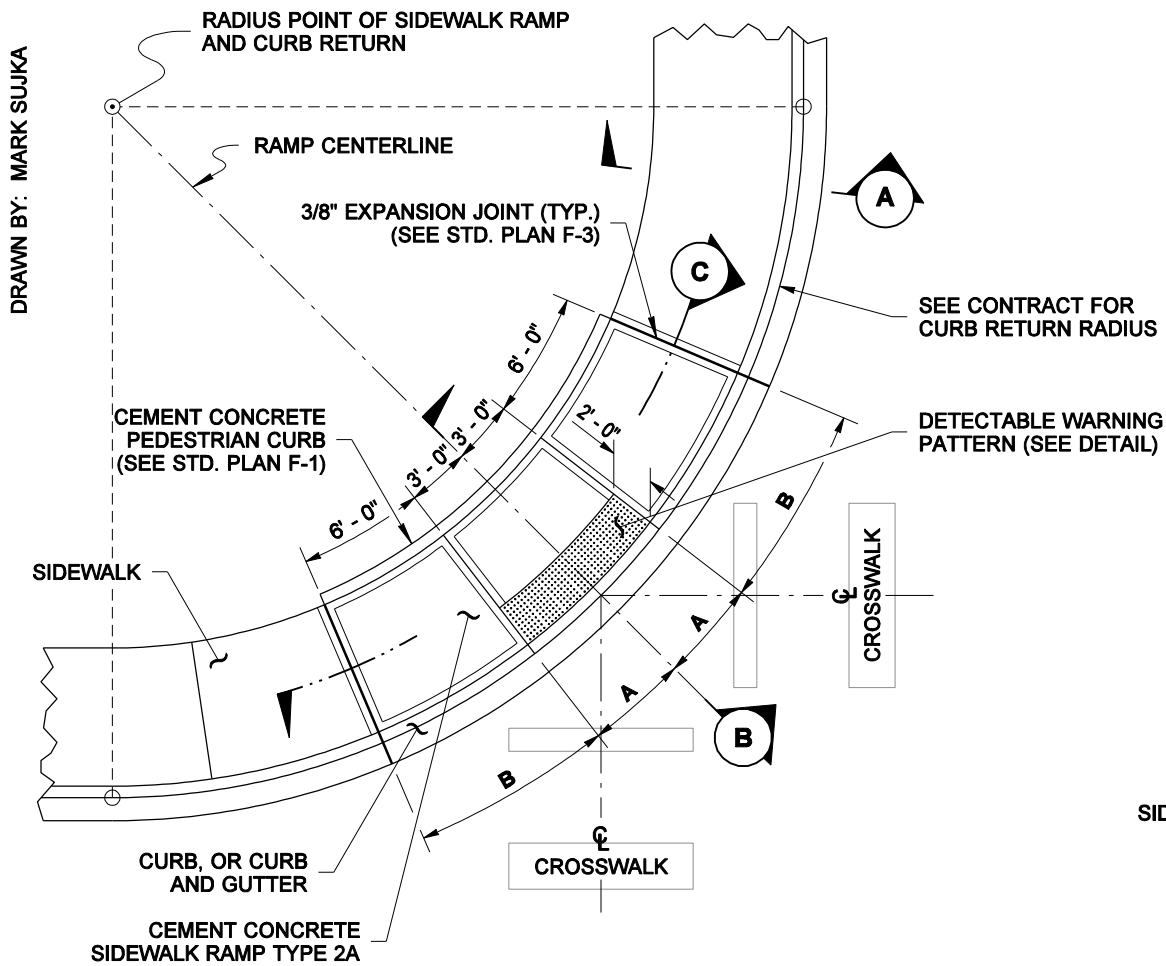 DRAWN BY: MARK SUJKA
RADIUS POINT OF SIDEWALK RAMP
AND CURB RETURN
RAMP CENTERLINE
3/8" EXPANSION JOINT (TYP.)
(SEE STD. PLAN F-3)
A
C
SEE CONTRACT FOR
CURB RETURN RADIUS
6' - 0"
3' - 0"
3' - 0"
6' - 0"
2' - 0"
CEMENT CONCRETE
PEDESTRIAN CURB
(SEE STD. PLAN F-1)
DETECTABLE WARNING
PATTERN (SEE DETAIL)
SIDEWALK
B
A
A
B
CL
CROSSWALK
B
CL
CROSSWALK
SID
CURB, OR CURB
AND GUTTER
CEMENT CONCRETE
SIDEWALK RAMP TYPE 2A